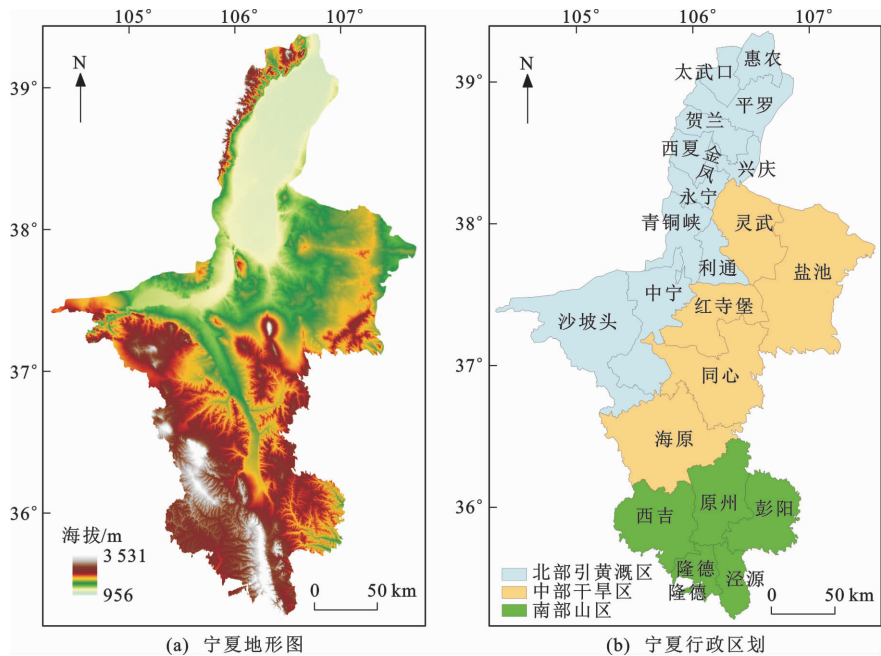 105°
106°
107°
N
39°
38°
37°
36°
海拔/m
3 531
956
0
50 km
(a) 宁夏地形图
105°
106°
107°
N
39°
38°
37°
36°
惠农
太武口
平罗
贺兰
西夏
金凤
兴庆
永宁
灵武
青铜峡
利通
盐池
中宁
红寺堡
沙坡头
同心
海原
原州
彭阳
西吉
隆德
隆德
泾源
北部引黄溉区
中部干旱区
南部山区
0
50 km
(b) 宁夏行政区划